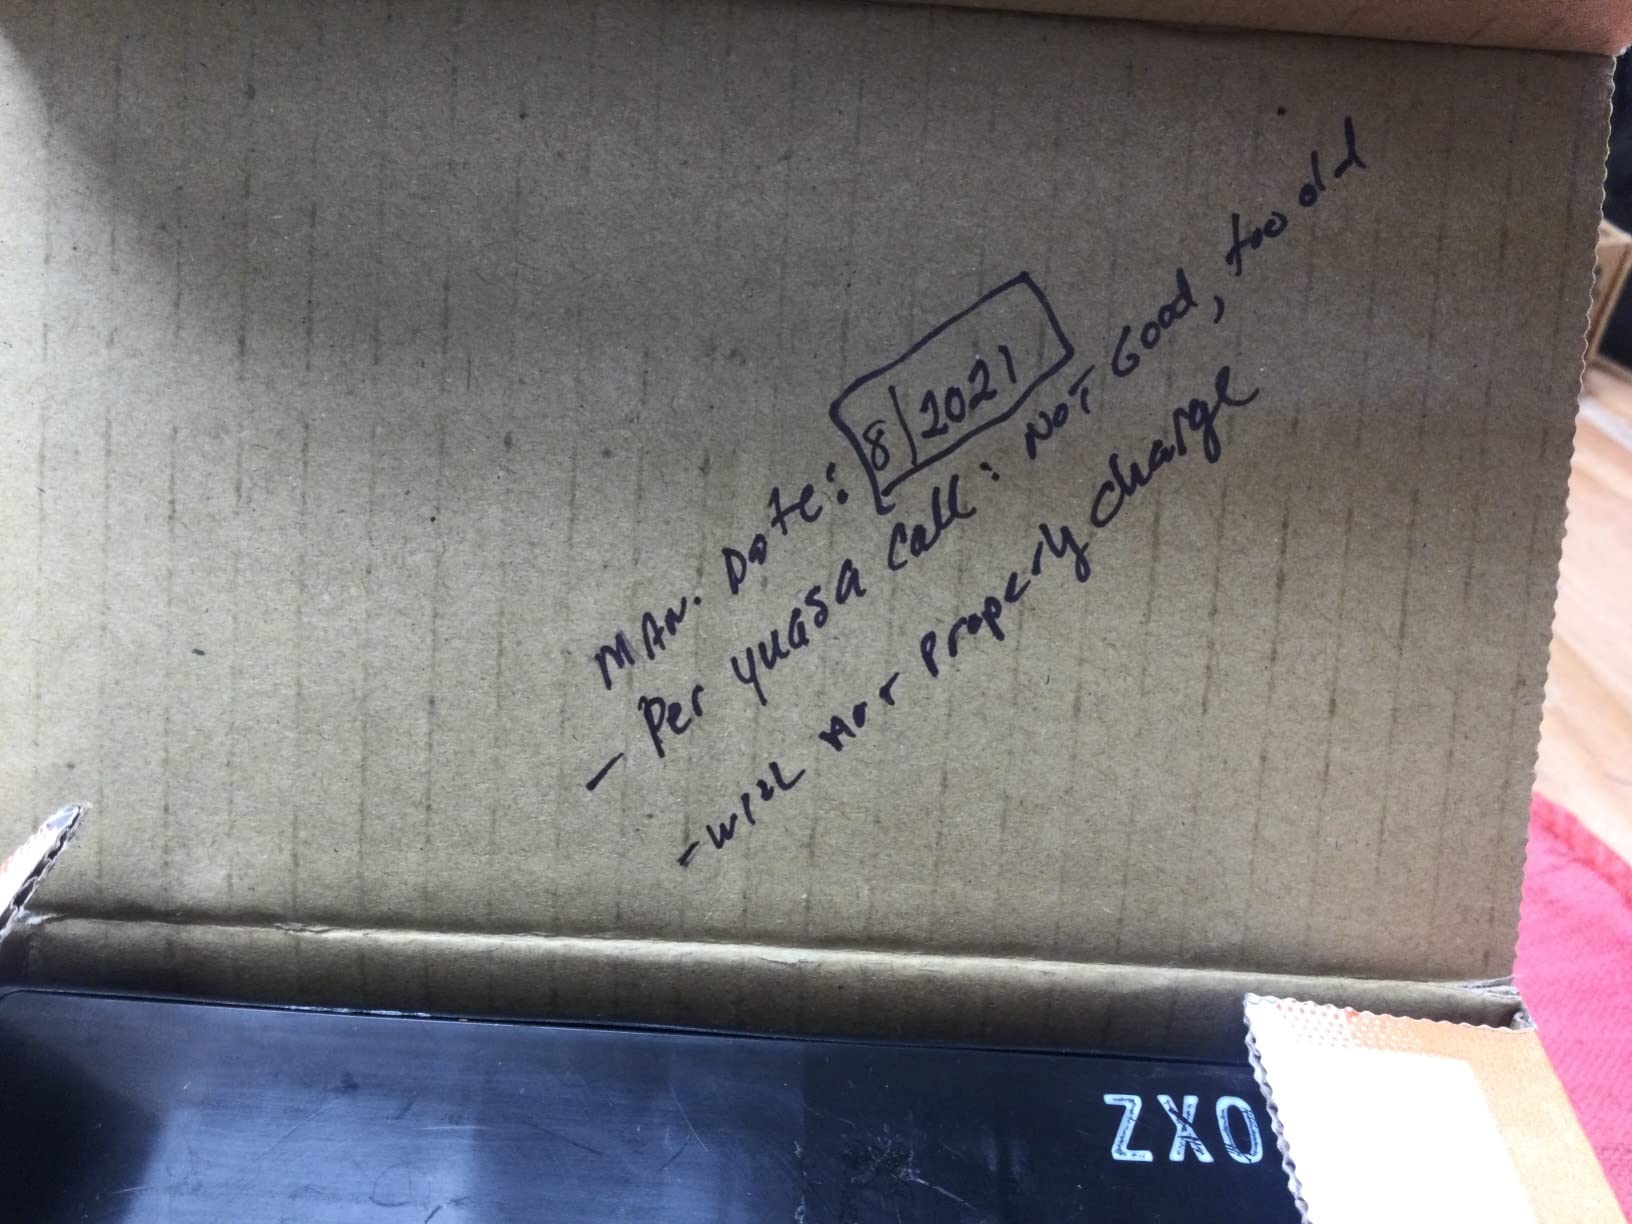 MAN. Date: 8/2021
- Per Yuasa Call: Not Good, too old
- Will Not Properly charge
ZXO